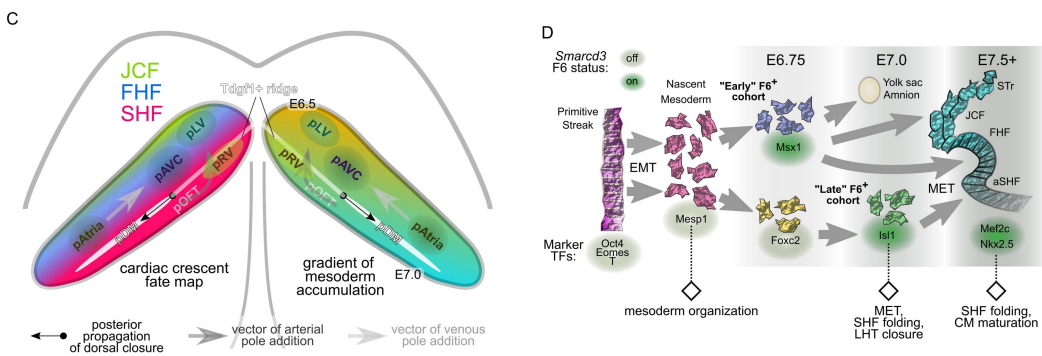 C
JCF
FHF
SHF
Tdgf1+ ridge
E6.5
pLV
pLV
pRV
pRV
pAVC
pAVC
pOFT
pOFT
pAtria
pAtria
pDM
pDM
E7.0
cardiac crescent
fate map
gradient of
mesoderm
accumulation
posterior
propagation
of dorsal closure
vector of arterial
pole addition
vector of venous
pole addition
D
Smarcd3
F6 status:
off
on
E6.75
E7.0
E7.5+
Primitive
Streak
Nascent
Mesoderm
"Early" F6+
cohort
Yolk sac
Amnion
STr
JCF
FHF
aSHF
Msx1
EMT
MET
"Late" F6+
cohort
Mesp1
Foxc2
Isl1
Mef2c
Nkx2.5
Marker
TFs:
Oct4
Eomes
T
mesoderm organization
MET,
SHF folding,
LHT closure
SHF folding,
CM maturation